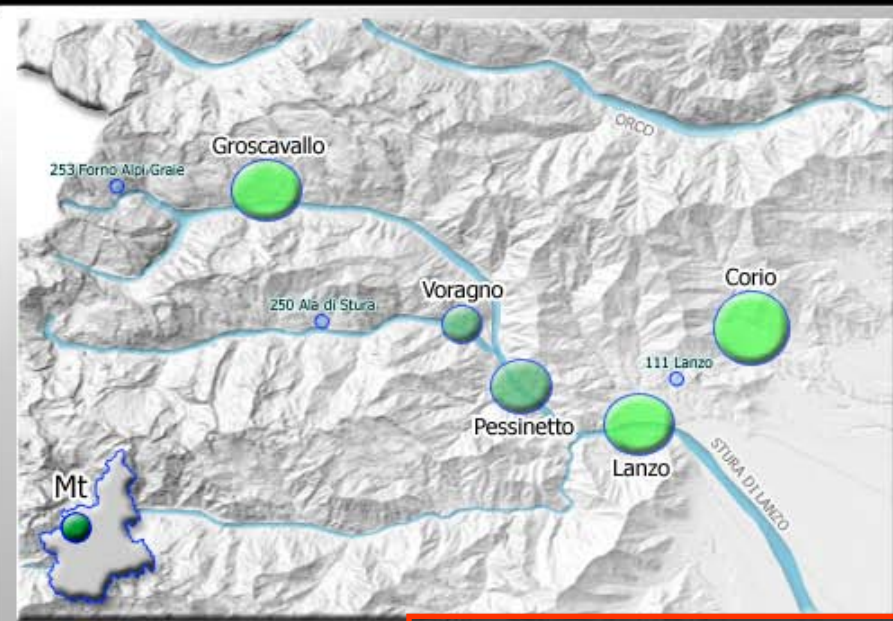 ORCO
Groscavallo
253 Forno Alpi Graie
Corio
Voragno
250 Ala di Stura
111 Lanzo
Pessinetto
Lanzo
STURA DI LANZO
Mt